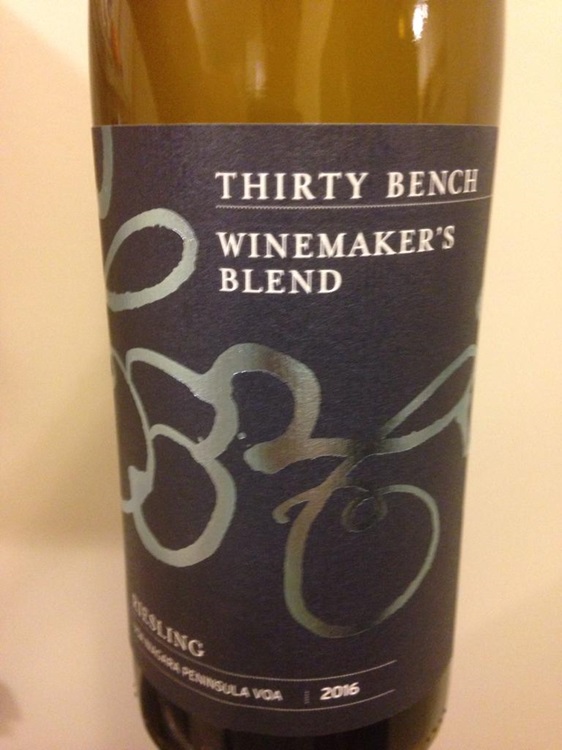 THIRTY BENCH
WINEMAKER'S
BLEND
RIESLING
NIAGARA PENINSULA VQA | 2016